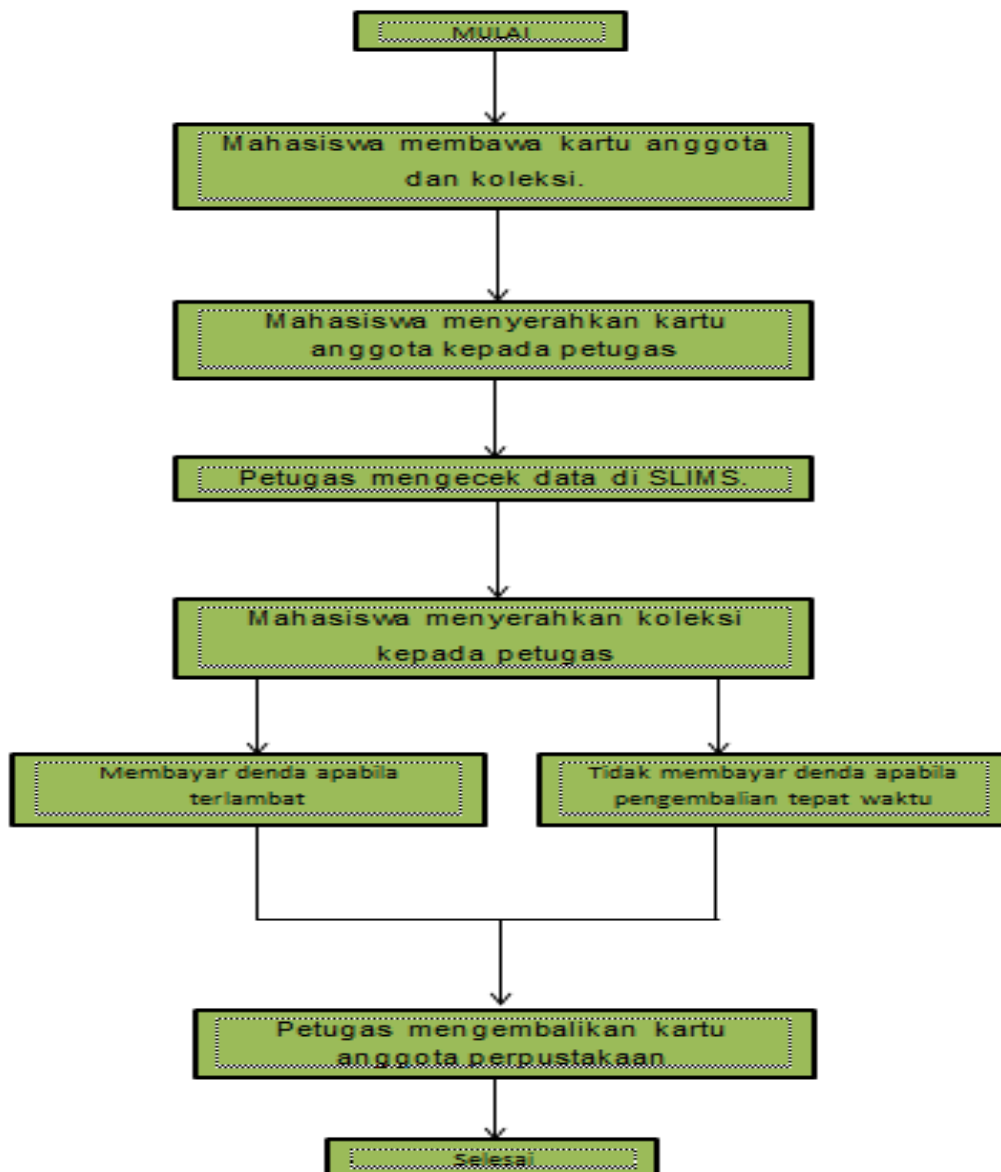 MULAI
Mahasiswa membawa kartu anggota
dan koleksi.
Mahasiswa menyerahkan kartu
anggota kepada petugas
Petugas mengecek data di SLIMS.
Mahasiswa menyerahkan koleksi
kepada petugas
Membayar denda apabila
terlambat
Tidak membayar denda apabila
pengembalian tepat waktu
Petugas mengembalikan kartu
anggota perpustakaan
Selesai